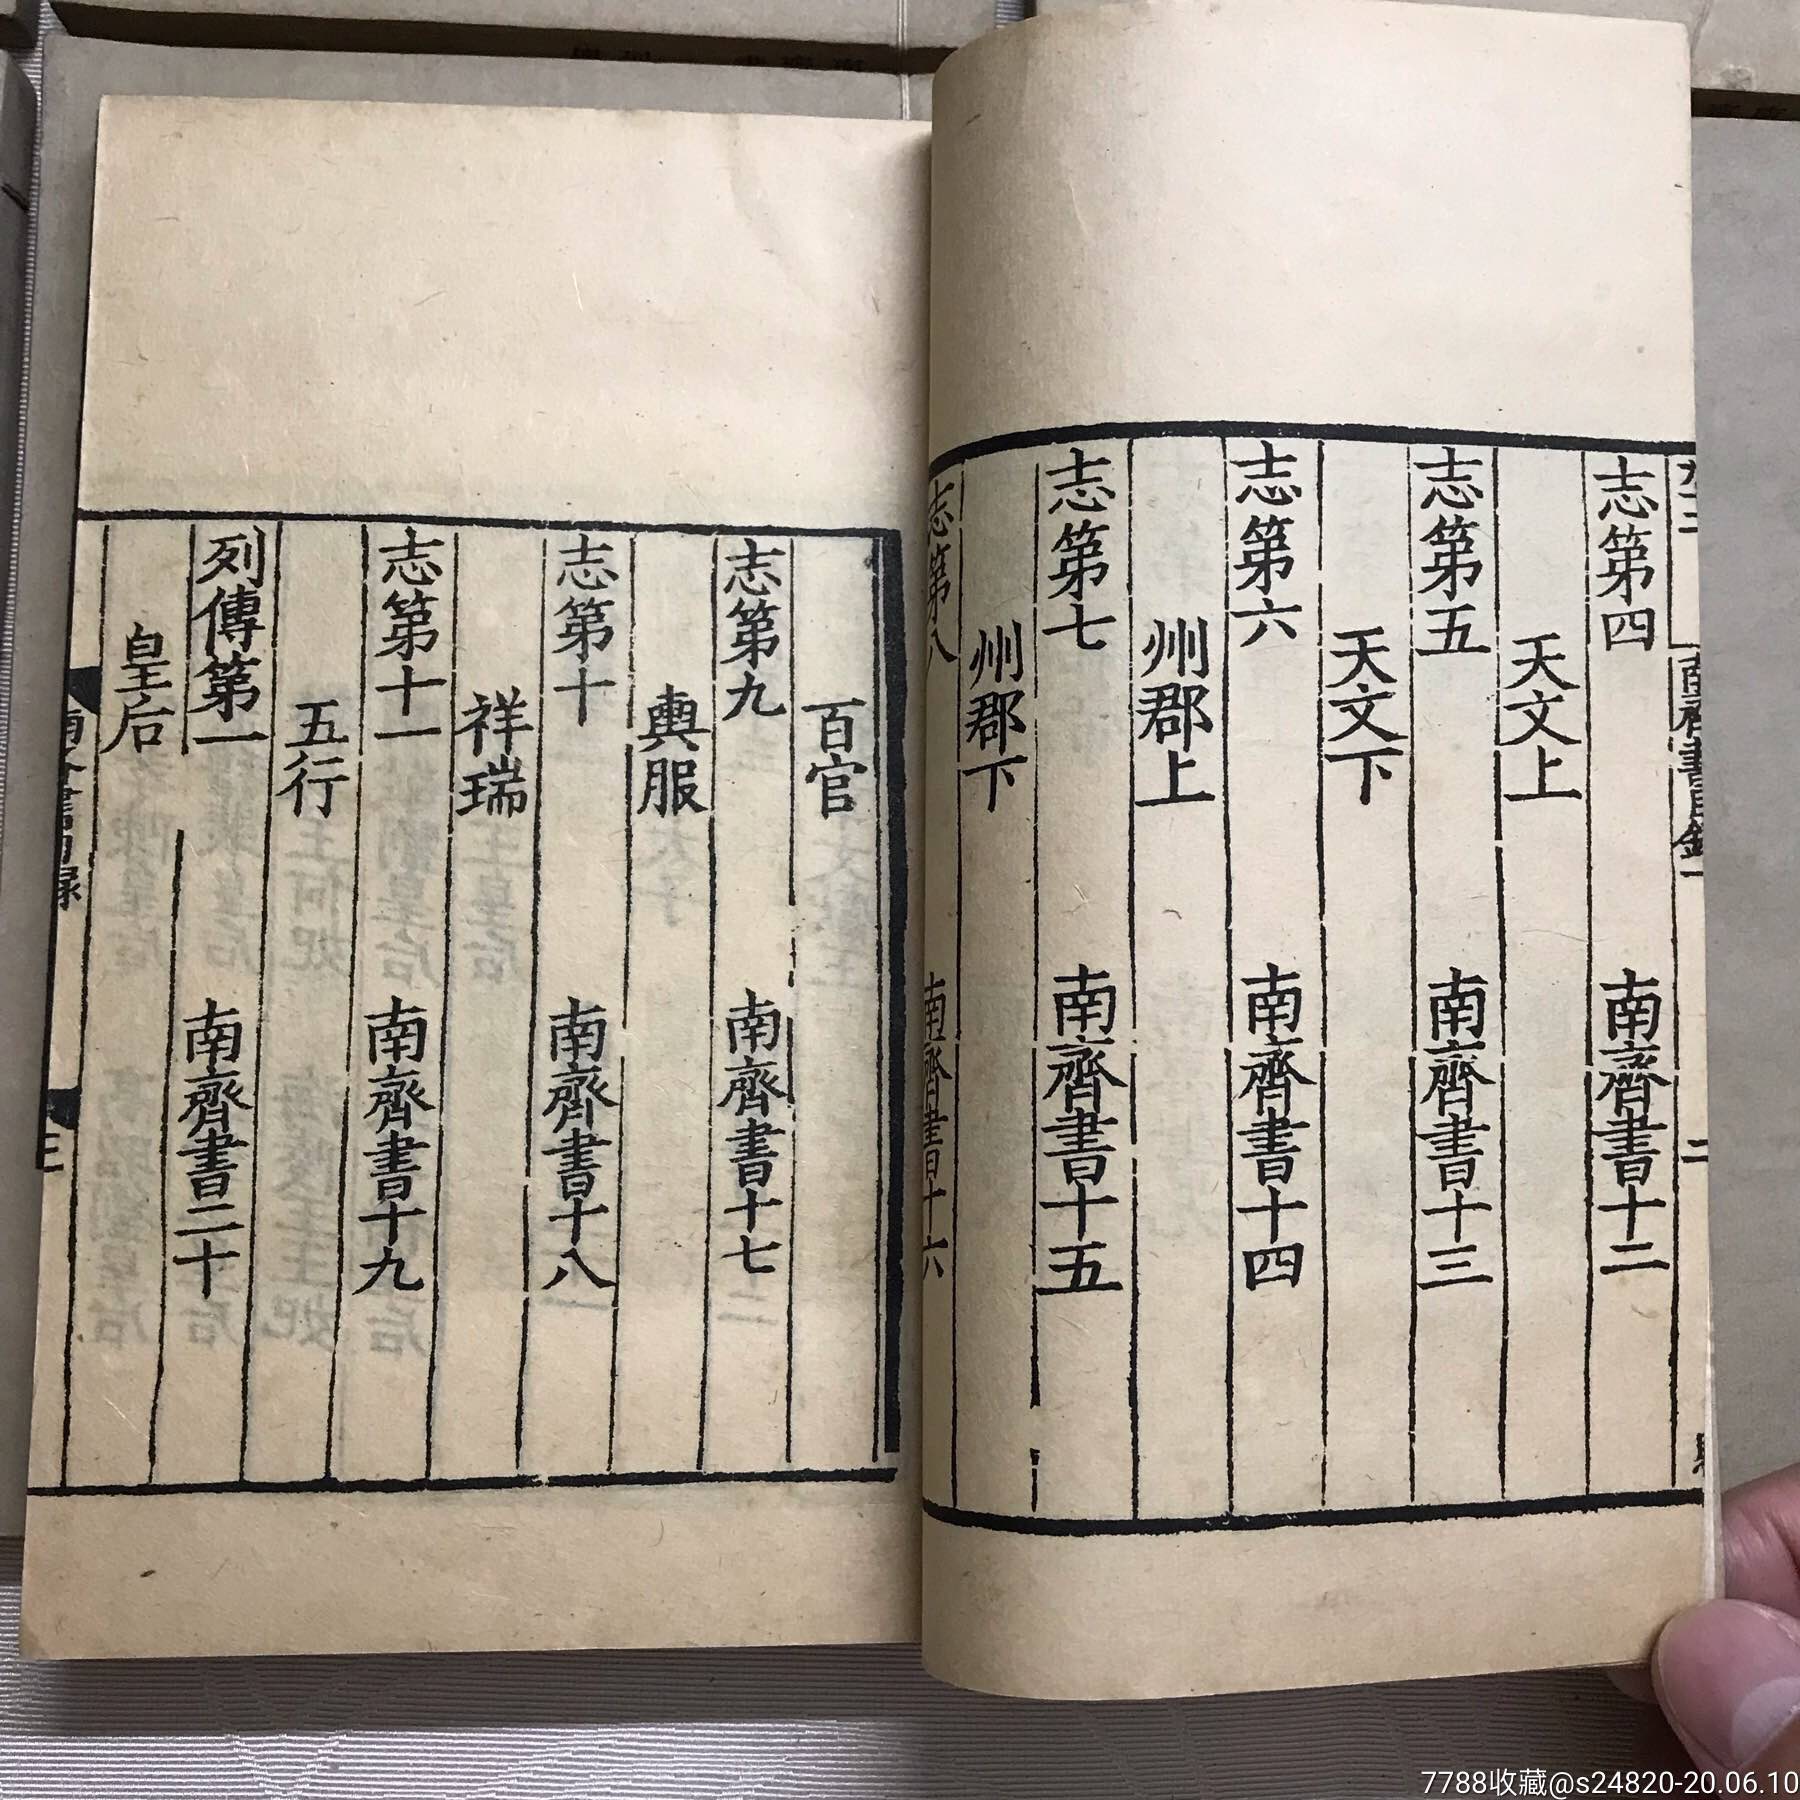 志第四 南齊書十二
天文上
志第五 南齊書十三
天文下
志第六 南齊書十四
州郡上
志第七 南齊書十五
州郡下
志第八 南齊書十六
百官
志第九 南齊書十七
輿服
志第十 南齊書十八
祥瑞
志第十一 南齊書十九
五行
列傳第一 南齊書二十
皇后
7788收藏@s24820-20.06.10